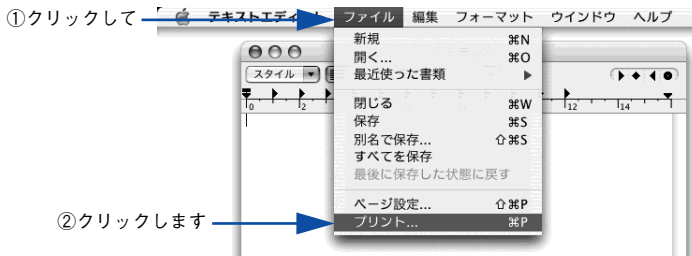 ①クリックして
テキストエディット ファイル 編集 フォーマット ウインドウ ヘルプ
新規 ⌘N
開く... ⌘O
最近使った書類 ▶
閉じる ⌘W
保存 ⌘S
別名で保存... ⇧⌘S
すべてを保存
最後に保存した状態に戻す
ページ設定... ⇧⌘P
プリント... ⌘P
スタイル
0 2 12 14
②クリックします